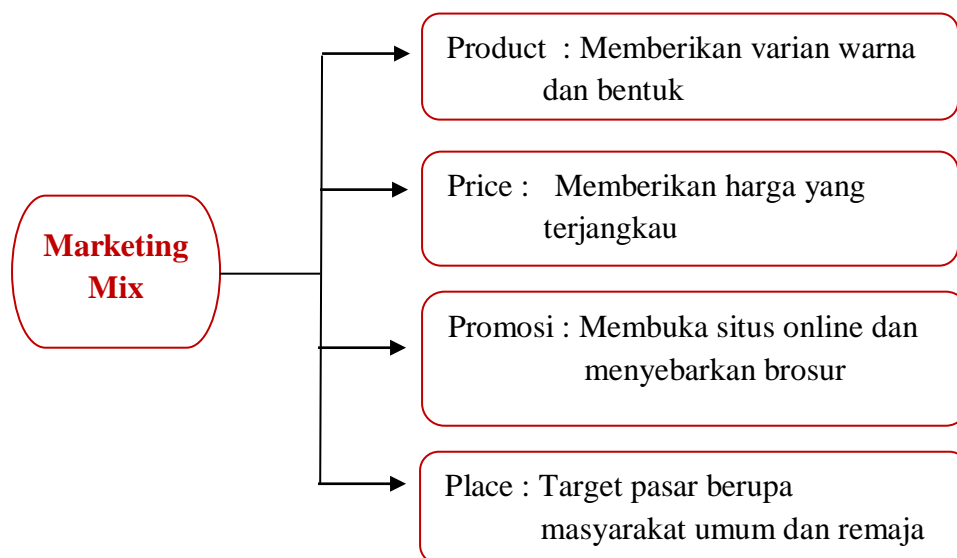 Product : Memberikan varian warna
dan bentuk
Price : Memberikan harga yang
terjangkau
Marketing
Mix
Promosi : Membuka situs online dan
menyebarkan brosur
Place : Target pasar berupa
masyarakat umum dan remaja